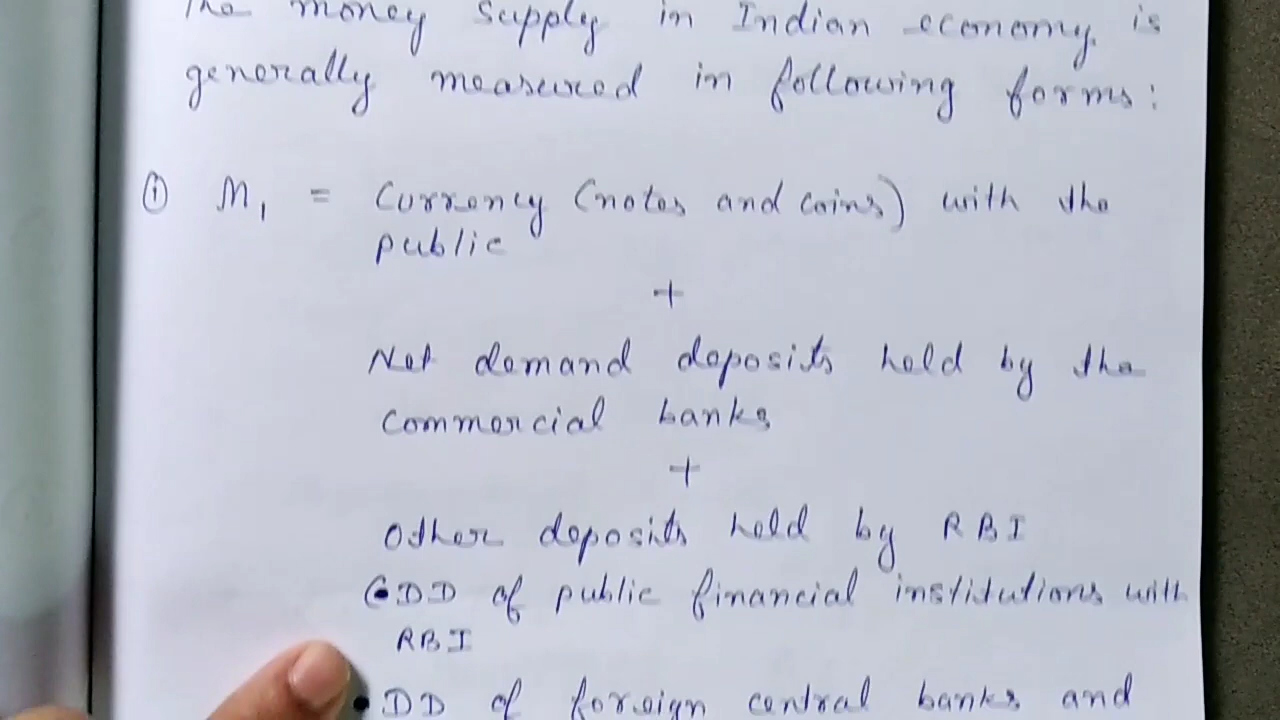 The money supply in Indian economy is
generally measured in following forms:
① M₁ = Currency (notes and coins) with the
public
+
Net demand deposits held by the
commercial banks
+
Other deposits held by RBI
(• DD of public financial institutions with
RBI
• DD of foreign central banks and